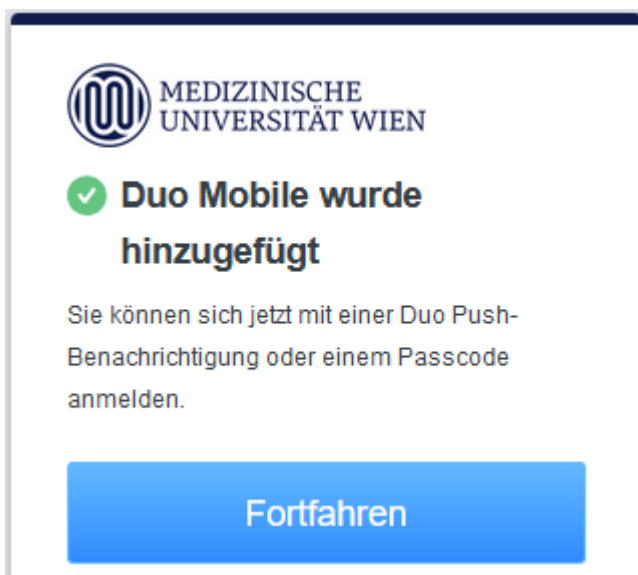 MEDIZINISCHE
UNIVERSITÄT WIEN
Duo Mobile wurde
hinzugefügt
Sie können sich jetzt mit einer Duo Push-
Benachrichtigung oder einem Passcode
anmelden.
Fortfahren